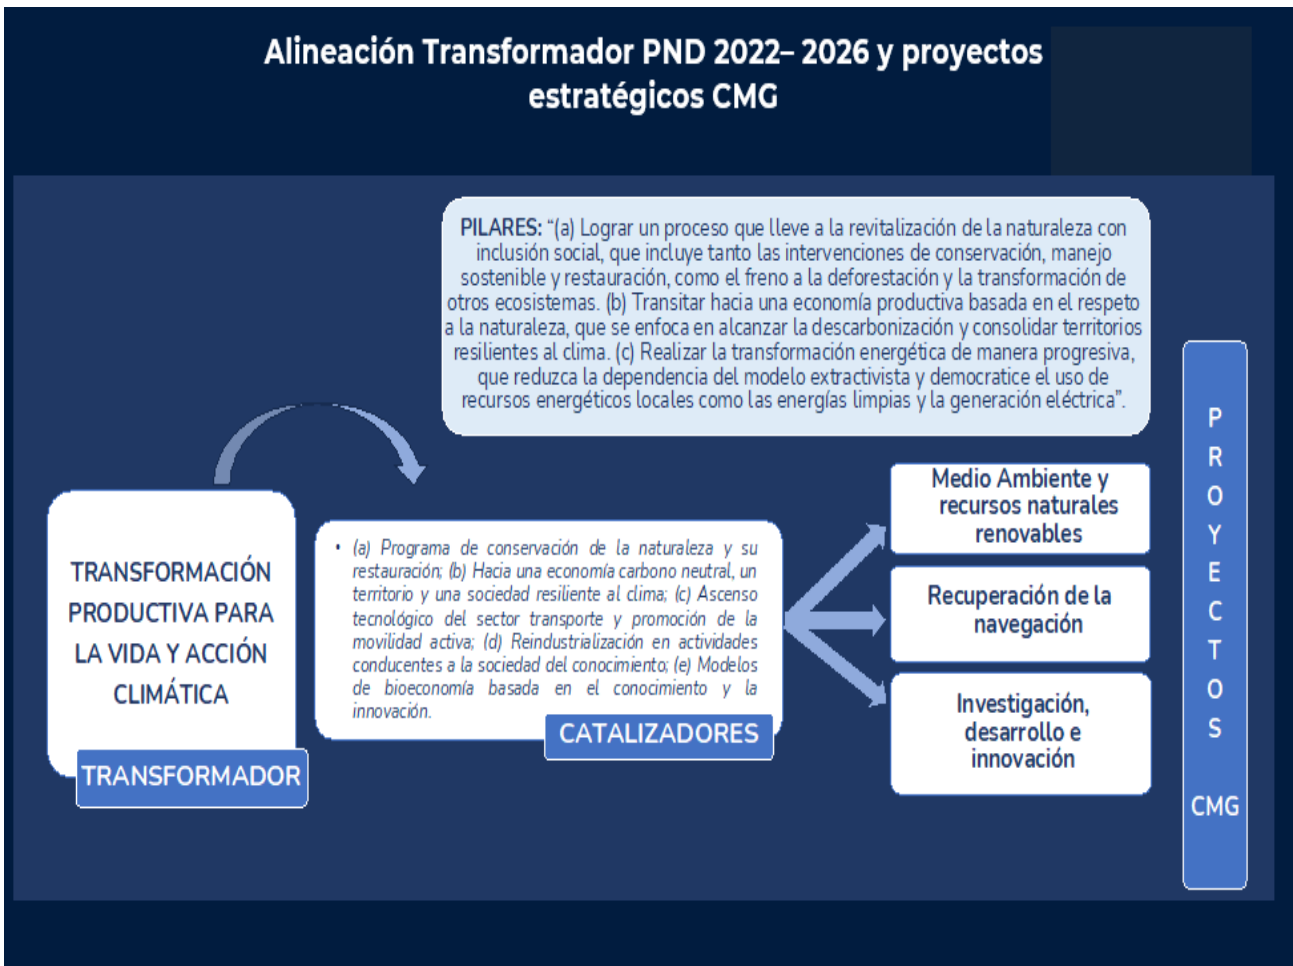 Alineación Transformador PND 2022– 2026 y proyectos
estratégicos CMG
PILARES: “(a) Lograr un proceso que lleve a la revitalización de la naturaleza con
inclusión social, que incluye tanto las intervenciones de conservación, manejo
sostenible y restauración, como el freno a la deforestación y la transformación de
otros ecosistemas. (b) Transitar hacia una economía productiva basada en el respeto
a la naturaleza, que se enfoca en alcanzar la descarbonización y consolidar territorios
resilientes al clima. (c) Realizar la transformación energética de manera progresiva,
que reduzca la dependencia del modelo extractivista y democratice el uso de
recursos energéticos locales como las energías limpias y la generación eléctrica”.
TRANSFORMACIÓN
PRODUCTIVA PARA
LA VIDA Y ACCIÓN
CLIMÁTICA
TRANSFORMADOR
• (a) Programa de conservación de la naturaleza y su
restauración; (b) Hacia una economía carbono neutral, un
territorio y una sociedad resiliente al clima; (c) Ascenso
tecnológico del sector transporte y promoción de la
movilidad activa; (d) Reindustrialización en actividades
conducentes a la sociedad del conocimiento; (e) Modelos
de bioeconomía basada en el conocimiento y la
innovación.
CATALIZADORES
Medio Ambiente y
recursos naturales
renovables
Recuperación de la
navegación
Investigación,
desarrollo e
innovación
P
R
O
Y
E
C
T
O
S
CMG